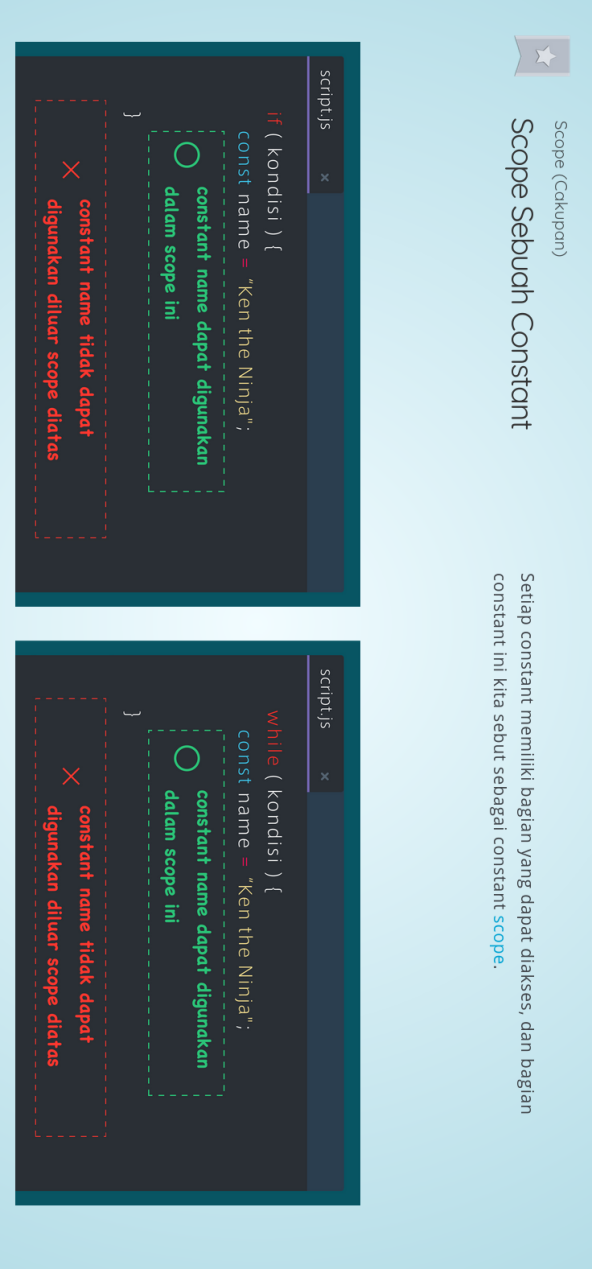 Scope (Cakupan)
Scope Sebuah Constant
Setiap constant memiliki bagian yang dapat diakses, dan bagian
constant ini kita sebut sebagai constant scope.
script.js ×
if ( kondisi ) {
const name = "Ken the Ninja";
constant name dapat digunakan
dalam scope ini
}
constant name tidak dapat
digunakan diluar scope diatas
script.js ×
while ( kondisi ) {
const name = "Ken the Ninja";
constant name dapat digunakan
dalam scope ini
}
constant name tidak dapat
digunakan diluar scope diatas